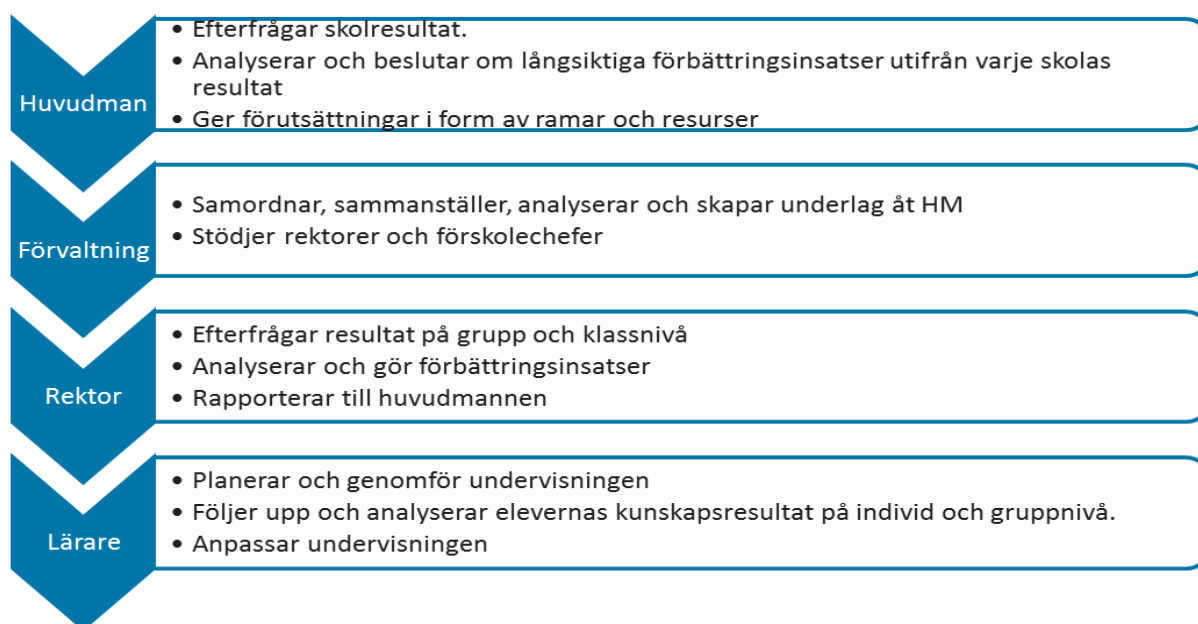 Huvudman
• Efterfrågar skolresultat.
• Analyserar och beslutar om långsiktiga förbättringsinsatser utifrån varje skolas
resultat
• Ger förutsättningar i form av ramar och resurser
Förvaltning
• Samordnar, sammanställer, analyserar och skapar underlag åt HM
• Stödjer rektorer och förskolechefer
Rektor
• Efterfrågar resultat på grupp och klassnivå
• Analyserar och gör förbättringsinsatser
• Rapporterar till huvudmannen
Lärare
• Planerar och genomför undervisningen
• Följer upp och analyserar elevernas kunskapsresultat på individ och gruppnivå.
• Anpassar undervisningen